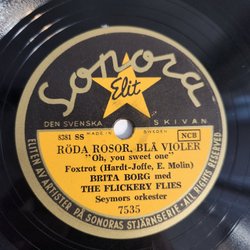 Sonora
Elit
DEN SVENSKA SKIVAN
5381 SS
MADE IN SWEDEN
NCB
RÖDA ROSOR, BLÅ VIOLER
"Oh, you sweet one"
Foxtrot (Hardt-Joffe, E. Molin)
BRITA BORG med
THE FLICKERY FLIES
Seymors orkester
7535
ELITEN AV ARTISTER PÅ SONORAS STJÄRNSERIE - ALL RIGHTS RESERVED